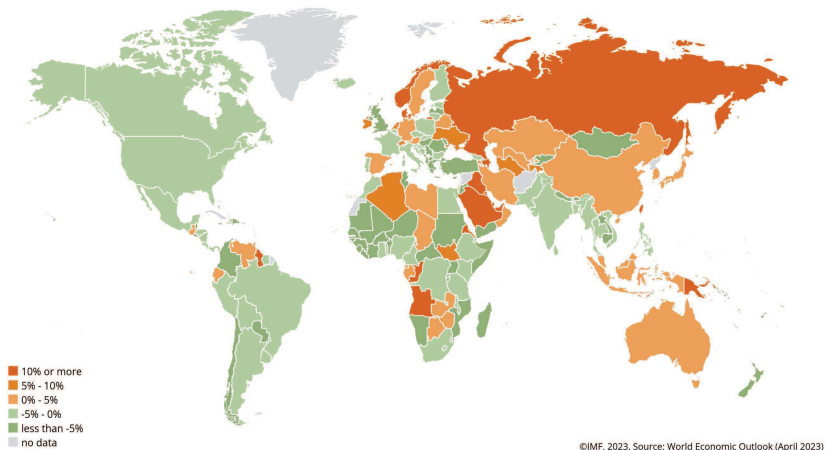 10% or more
5% - 10%
0% - 5%
-5% - 0%
less than -5%
no data
©IMF, 2023, Source: World Economic Outlook (April 2023)